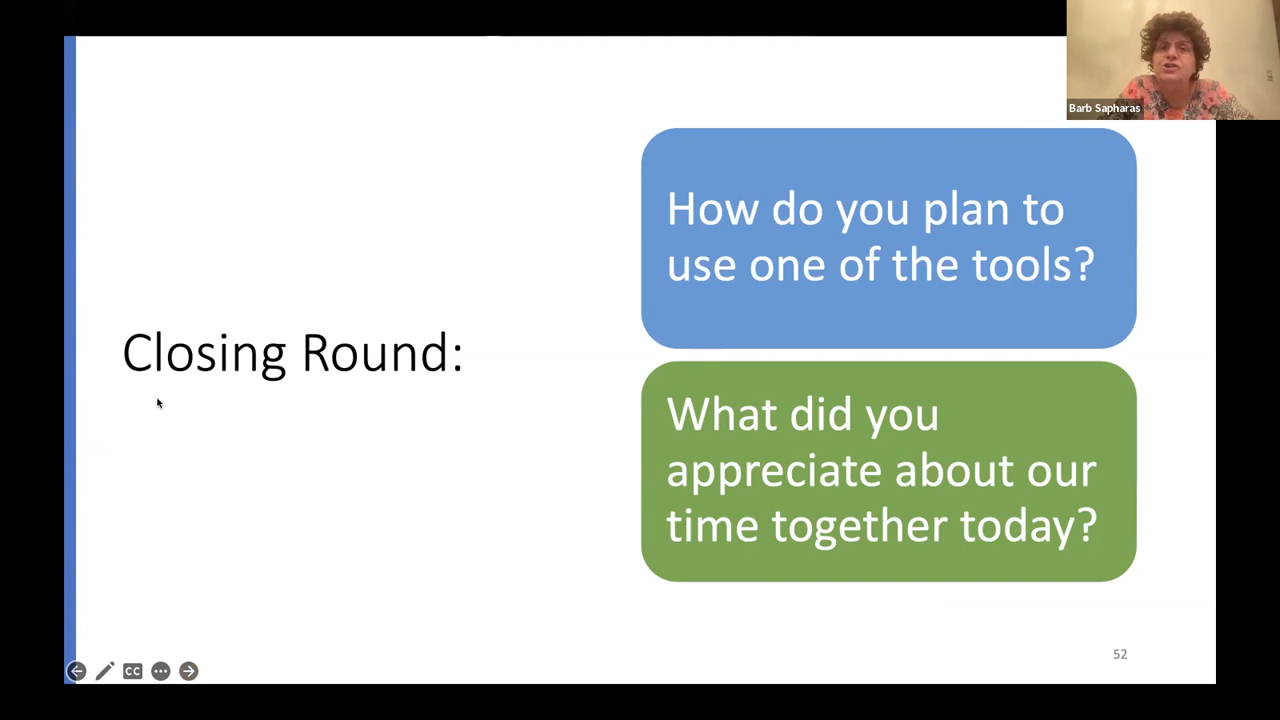 Barb Sapharas
How do you plan to
use one of the tools?
Closing Round:
What did you
appreciate about our
time together today?
CC
52